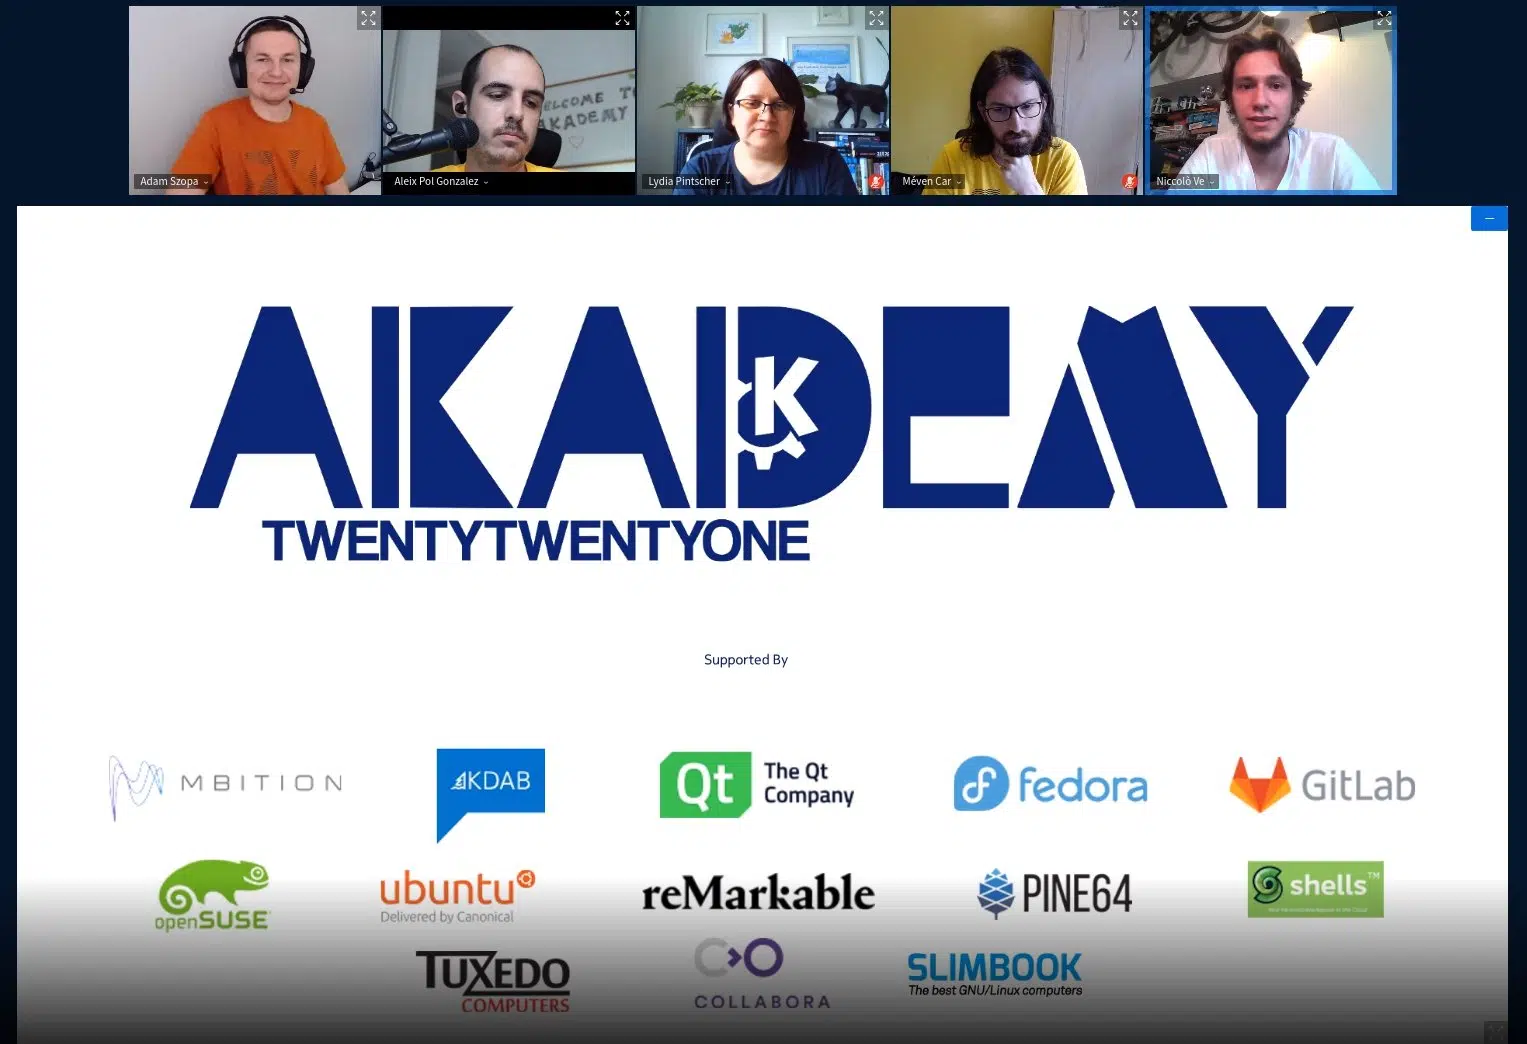 Adam Szopa
Aleix Pol Gonzalez
Lydia Pintscher
Méven Car
Niccolò Ve
WELCOME TO
AKADEMY
AKADEMY
TWENTYTWENTYONE
Supported By
MBITION
KDAB
Qt The Qt Company
fedora
GitLab
openSUSE
ubuntu
Delivered by Canonical
reMarkable
PINE64
shells™
TUXEDO
COMPUTERS
COLLABORA
SLIMBOOK
The best GNU/Linux computers